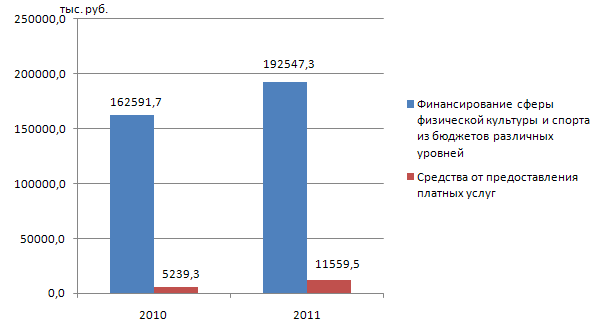 тыс. руб.
250000,0
200000,0
150000,0
100000,0
50000,0
0,0
162591,7
5239,3
192547,3
11559,5
2010
2011
Финансирование сферы
физической культуры и спорта
из бюджетов различных
уровней
Средства от предоставления
платных услуг